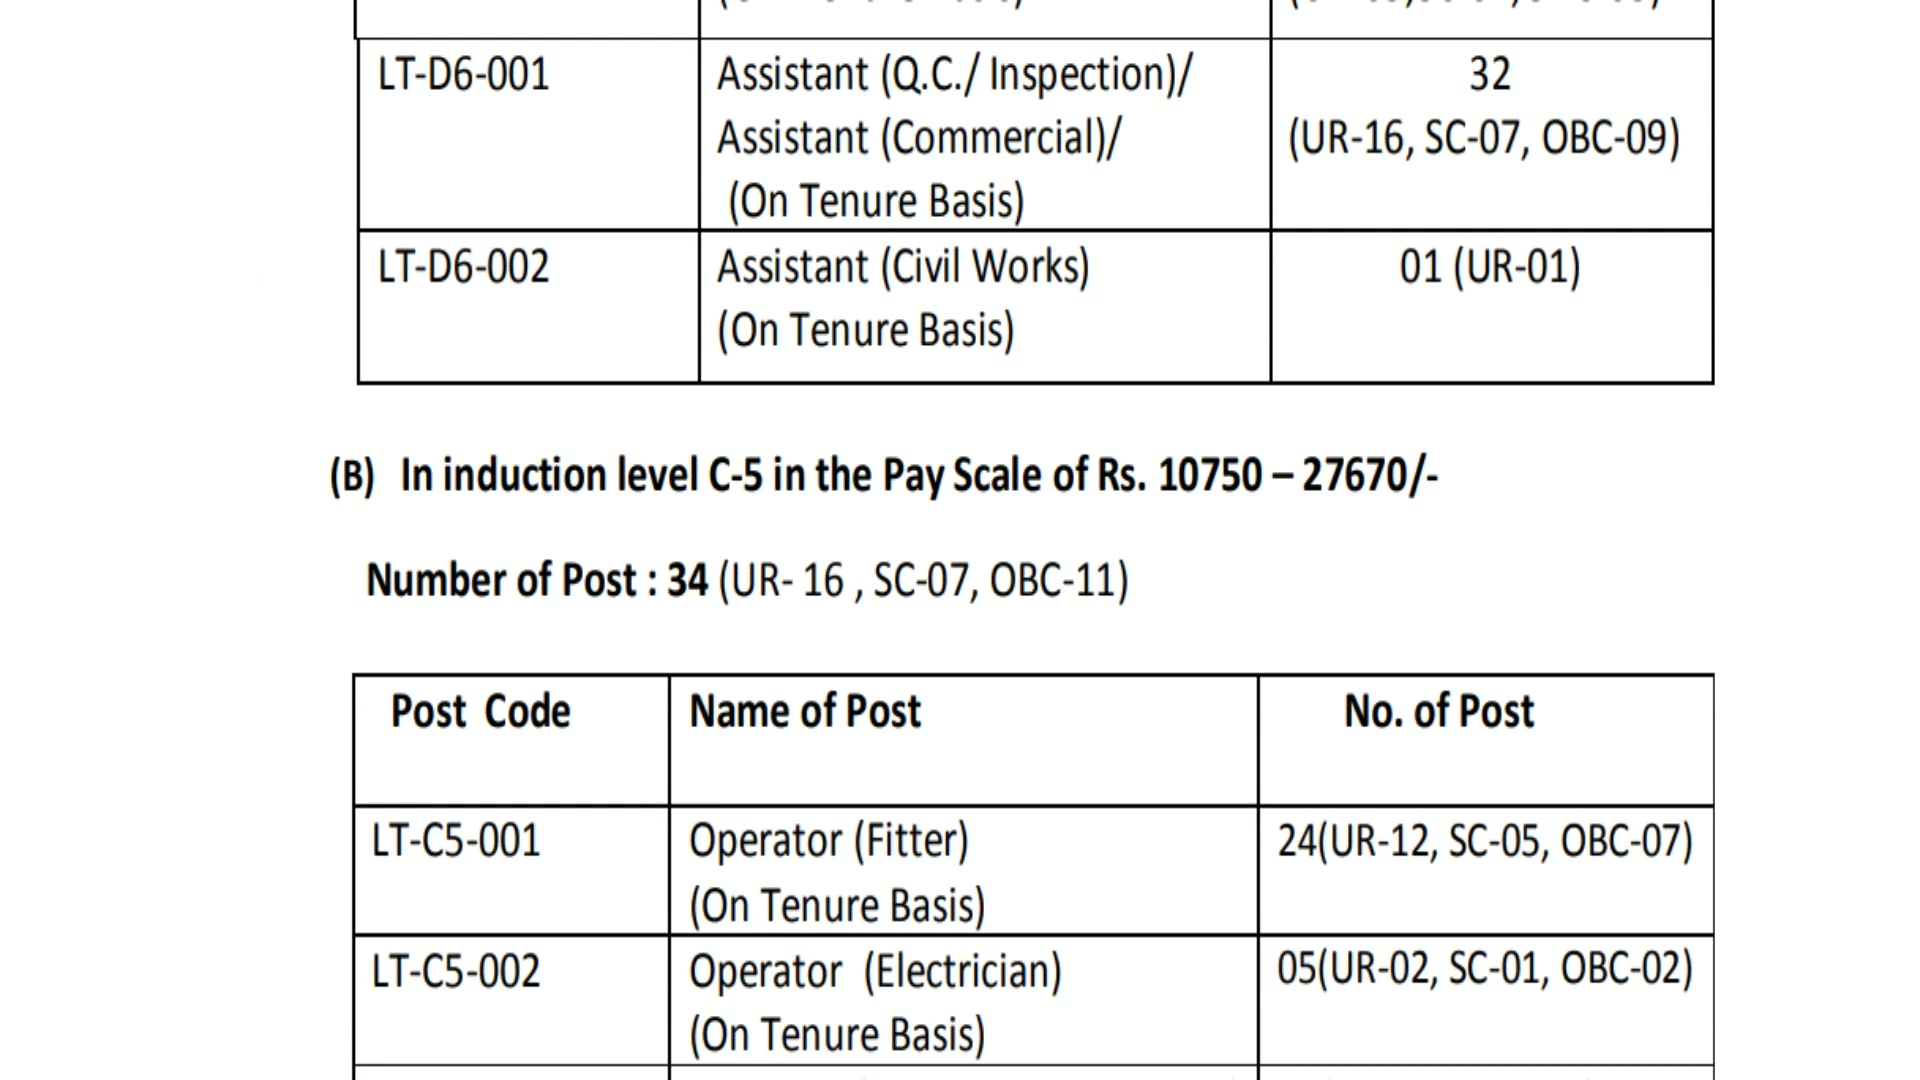 LT-D6-001 Assistant (Q.C./ Inspection)/ 32
Assistant (Commercial)/ (UR-16, SC-07, OBC-09)
(On Tenure Basis)
LT-D6-002 Assistant (Civil Works) 01 (UR-01)
(On Tenure Basis)
(B) In induction level C-5 in the Pay Scale of Rs. 10750 – 27670/-
Number of Post : 34 (UR- 16 , SC-07, OBC-11)
Post Code Name of Post No. of Post
LT-C5-001 Operator (Fitter) 24(UR-12, SC-05, OBC-07)
(On Tenure Basis)
LT-C5-002 Operator (Electrician) 05(UR-02, SC-01, OBC-02)
(On Tenure Basis)